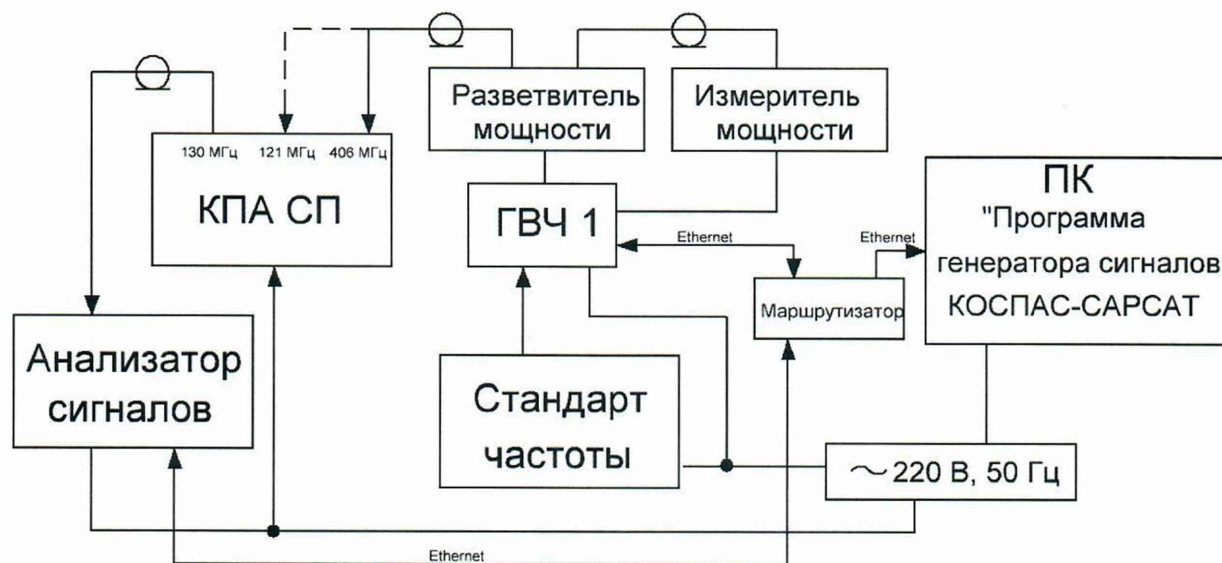 Разветвитель
мощности
Измеритель
мощности
130 МГц 121 МГц 406 МГц
КПА СП
ГВЧ 1
ПК
"Программа
генератора сигналов
КОСПАС-САРСАТ
Ethernet
Ethernet
Маршрутизатор
Анализатор
сигналов
Стандарт
частоты
~ 220 В, 50 Гц
Ethernet